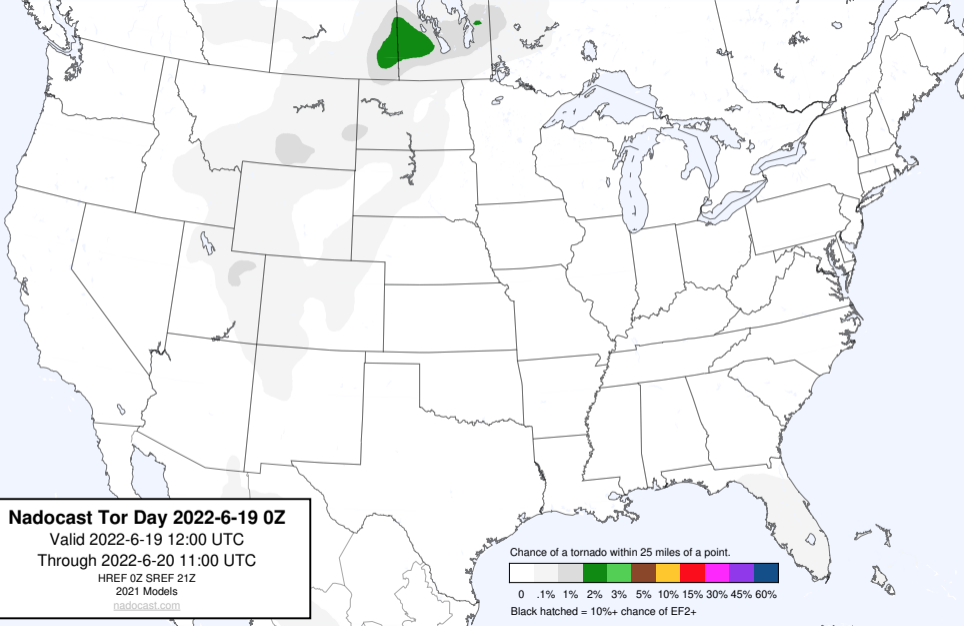 Nadocast Tor Day 2022-6-19 0Z
Valid 2022-6-19 12:00 UTC
Through 2022-6-20 11:00 UTC
HREF 0Z SREF 21Z
2021 Models
nadocast.com
Chance of a tornado within 25 miles of a point.
0 .1% 1% 2% 3% 5% 10% 15% 30% 45% 60%
Black hatched = 10%+ chance of EF2+